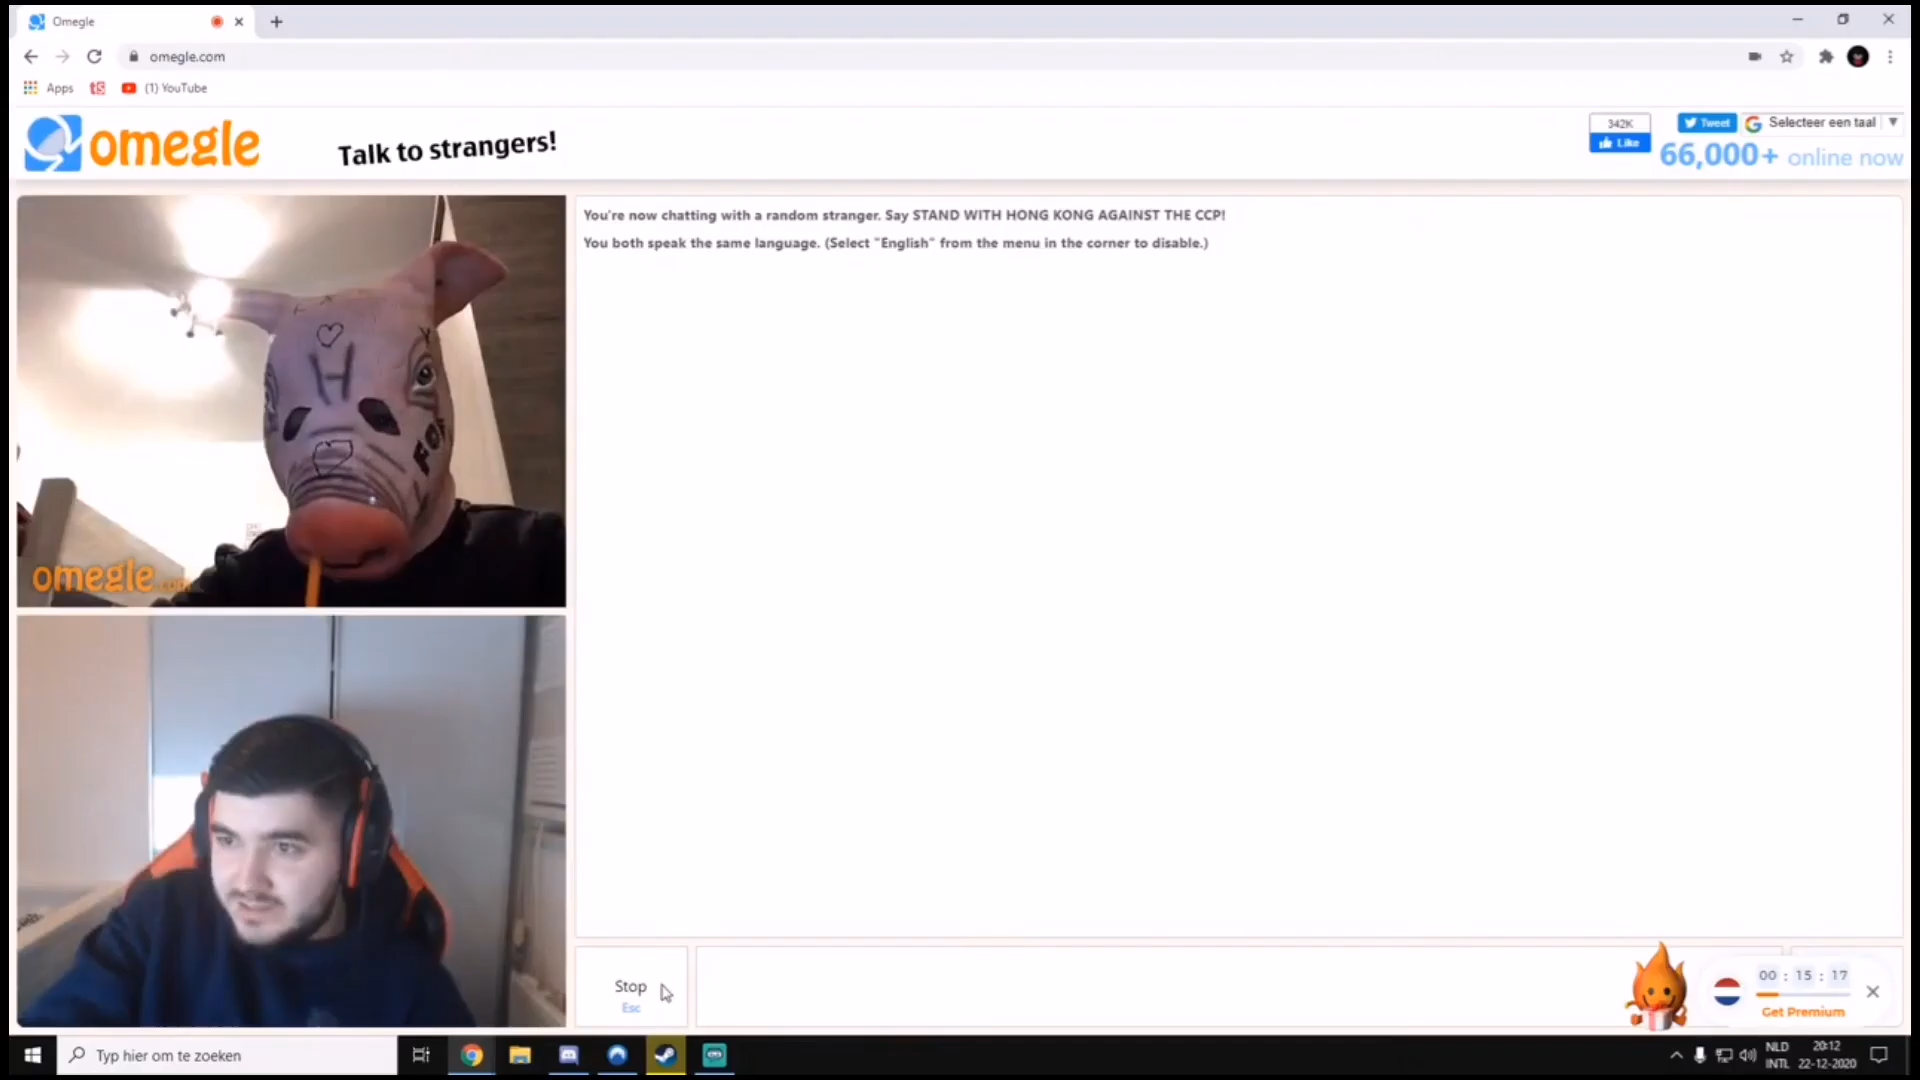 Omegle
omegle.com
Apps
(1) YouTube
omegle
Talk to strangers!
342K
Like
Tweet
Selecteer een taal
66,000+ online now
You're now chatting with a random stranger. Say STAND WITH HONG KONG AGAINST THE CCP!
You both speak the same language. (Select "English" from the menu in the corner to disable.)
H
omegle.com
Stop
Esc
00 : 15 : 17
Get Premium
Typ hier om te zoeken
NLD
INTL
20:12
22-12-2020